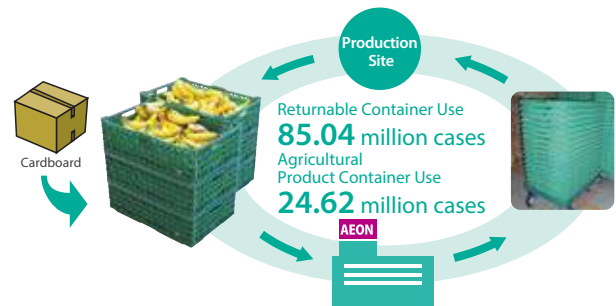 Production
Site
Cardboard
Returnable Container Use
85.04 million cases
Agricultural
Product Container Use
24.62 million cases
AEON